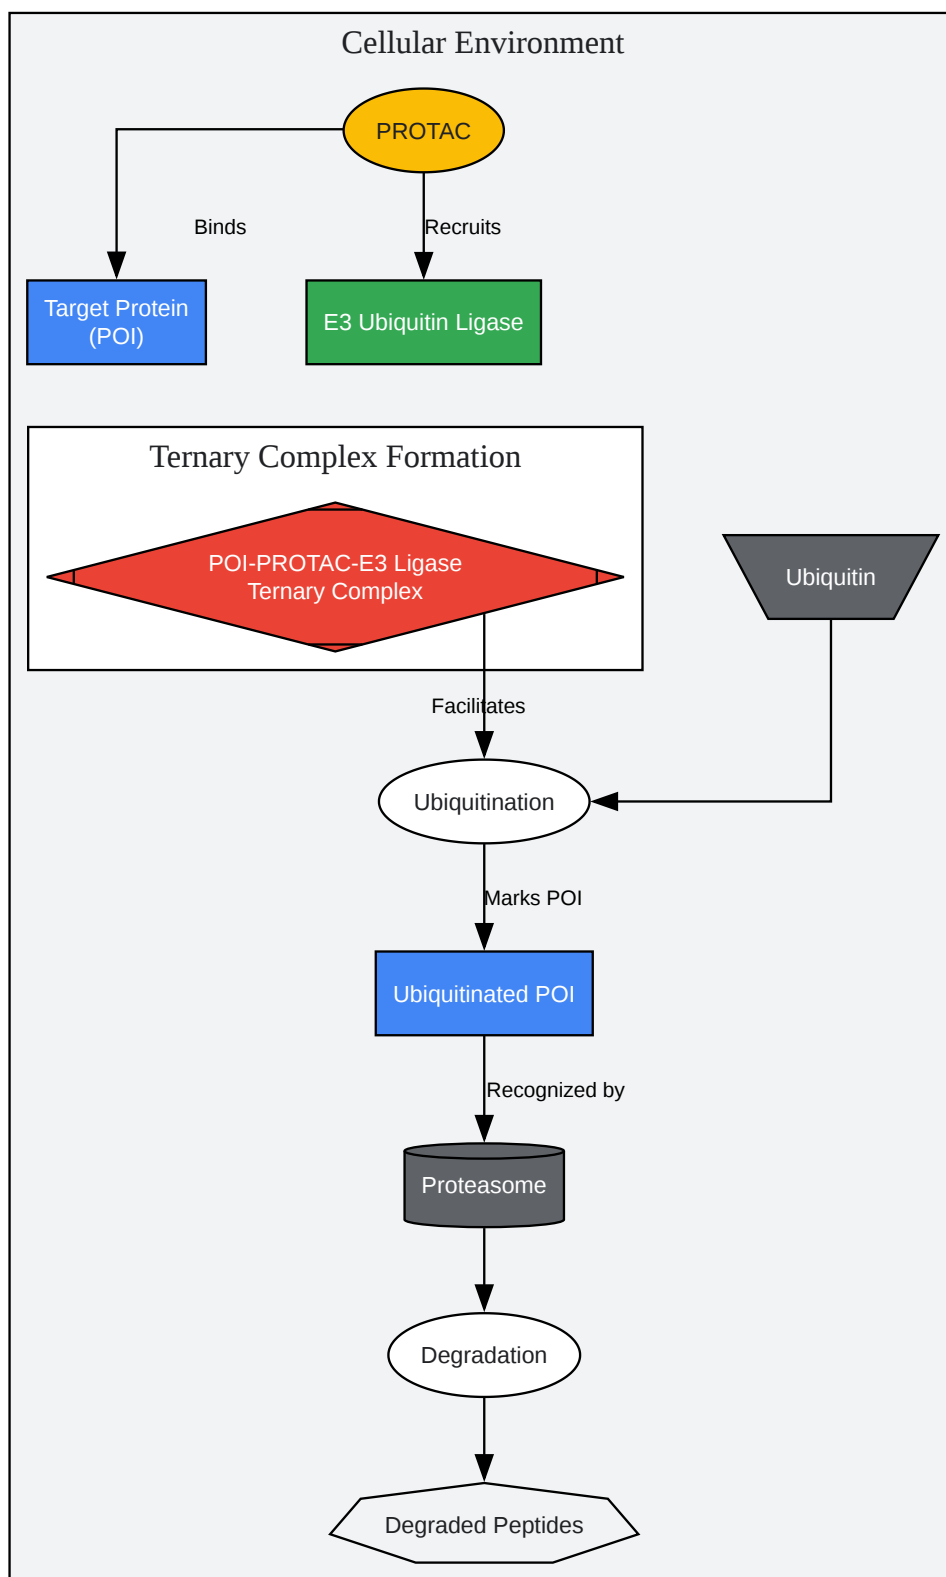 Cellular Environment
PROTAC
Binds
Recruits
Target Protein
(POI)
E3 Ubiquitin Ligase
Ternary Complex Formation
POI-PROTAC-E3 Ligase
Ternary Complex
Ubiquitin
Facilitates
Ubiquitination
Marks POI
Ubiquitinated POI
Recognized by
Proteasome
Degradation
Degraded Peptides